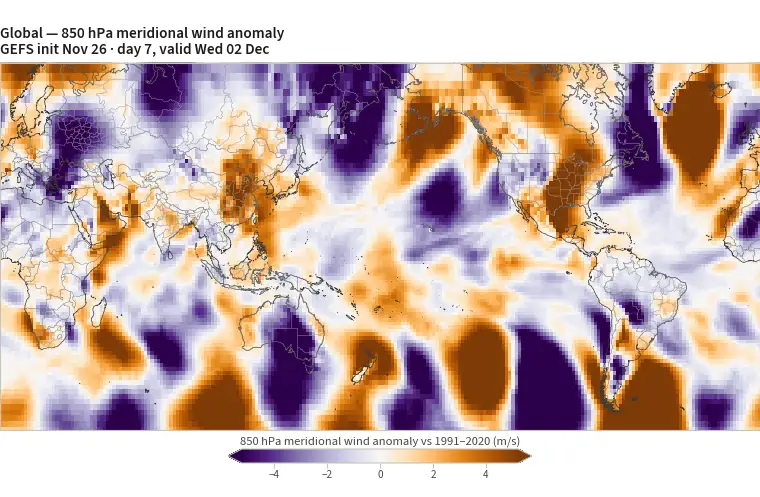 Global — 850 hPa meridional wind anomaly
GEFS init Nov 26 · day 7, valid Wed 02 Dec
850 hPa meridional wind anomaly vs 1991–2020 (m/s)
−4 −2 0 2 4